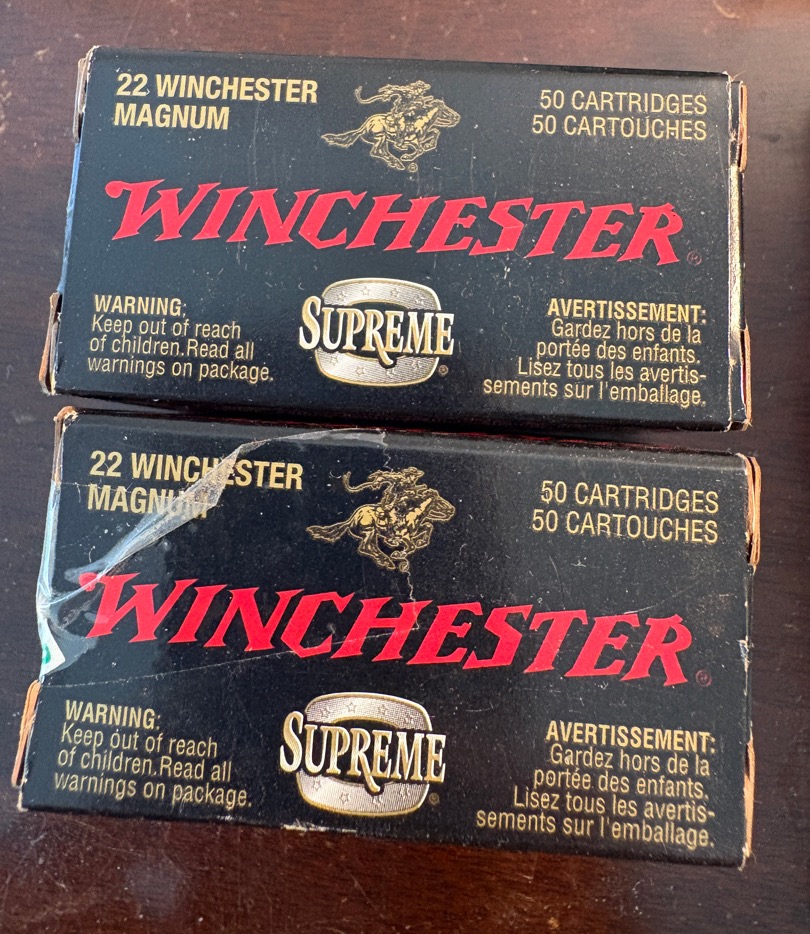 22 WINCHESTER
MAGNUM
50 CARTRIDGES
50 CARTOUCHES
WINCHESTER®
WARNING:
Keep out of reach
of children.Read all
warnings on package.
SUPREME®
AVERTISSEMENT:
Gardez hors de la
portée des enfants.
Lisez tous les avertis-
sements sur l'emballage.
22 WINCHESTER
MAGNUM
50 CARTRIDGES
50 CARTOUCHES
WINCHESTER®
WARNING:
Keep out of reach
of children.Read all
warnings on package.
SUPREME®
AVERTISSEMENT:
Gardez hors de la
portée des enfants.
Lisez tous les avertis-
sements sur l'emballage.